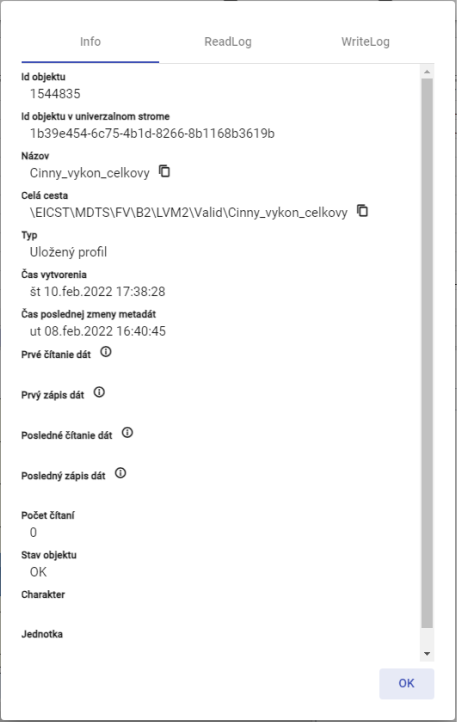 Info ReadLog WriteLog
Id objektu
1544835
Id objektu v univerzalnom strome
1b39e454-6c75-4b1d-8266-8b1168b3619b
Názov
Cinny_vykon_celkovy
Celá cesta
\EICST\MDTS\FV\B2\LVM2\Valid\Cinny_vykon_celkovy
Typ
Uložený profil
Čas vytvorenia
št 10.feb.2022 17:38:28
Čas poslednej zmeny metadát
ut 08.feb.2022 16:40:45
Prvé čítanie dát
Prvý zápis dát
Posledné čítanie dát
Posledný zápis dát
Počet čítaní
0
Stav objektu
OK
Charakter
Jednotka
OK